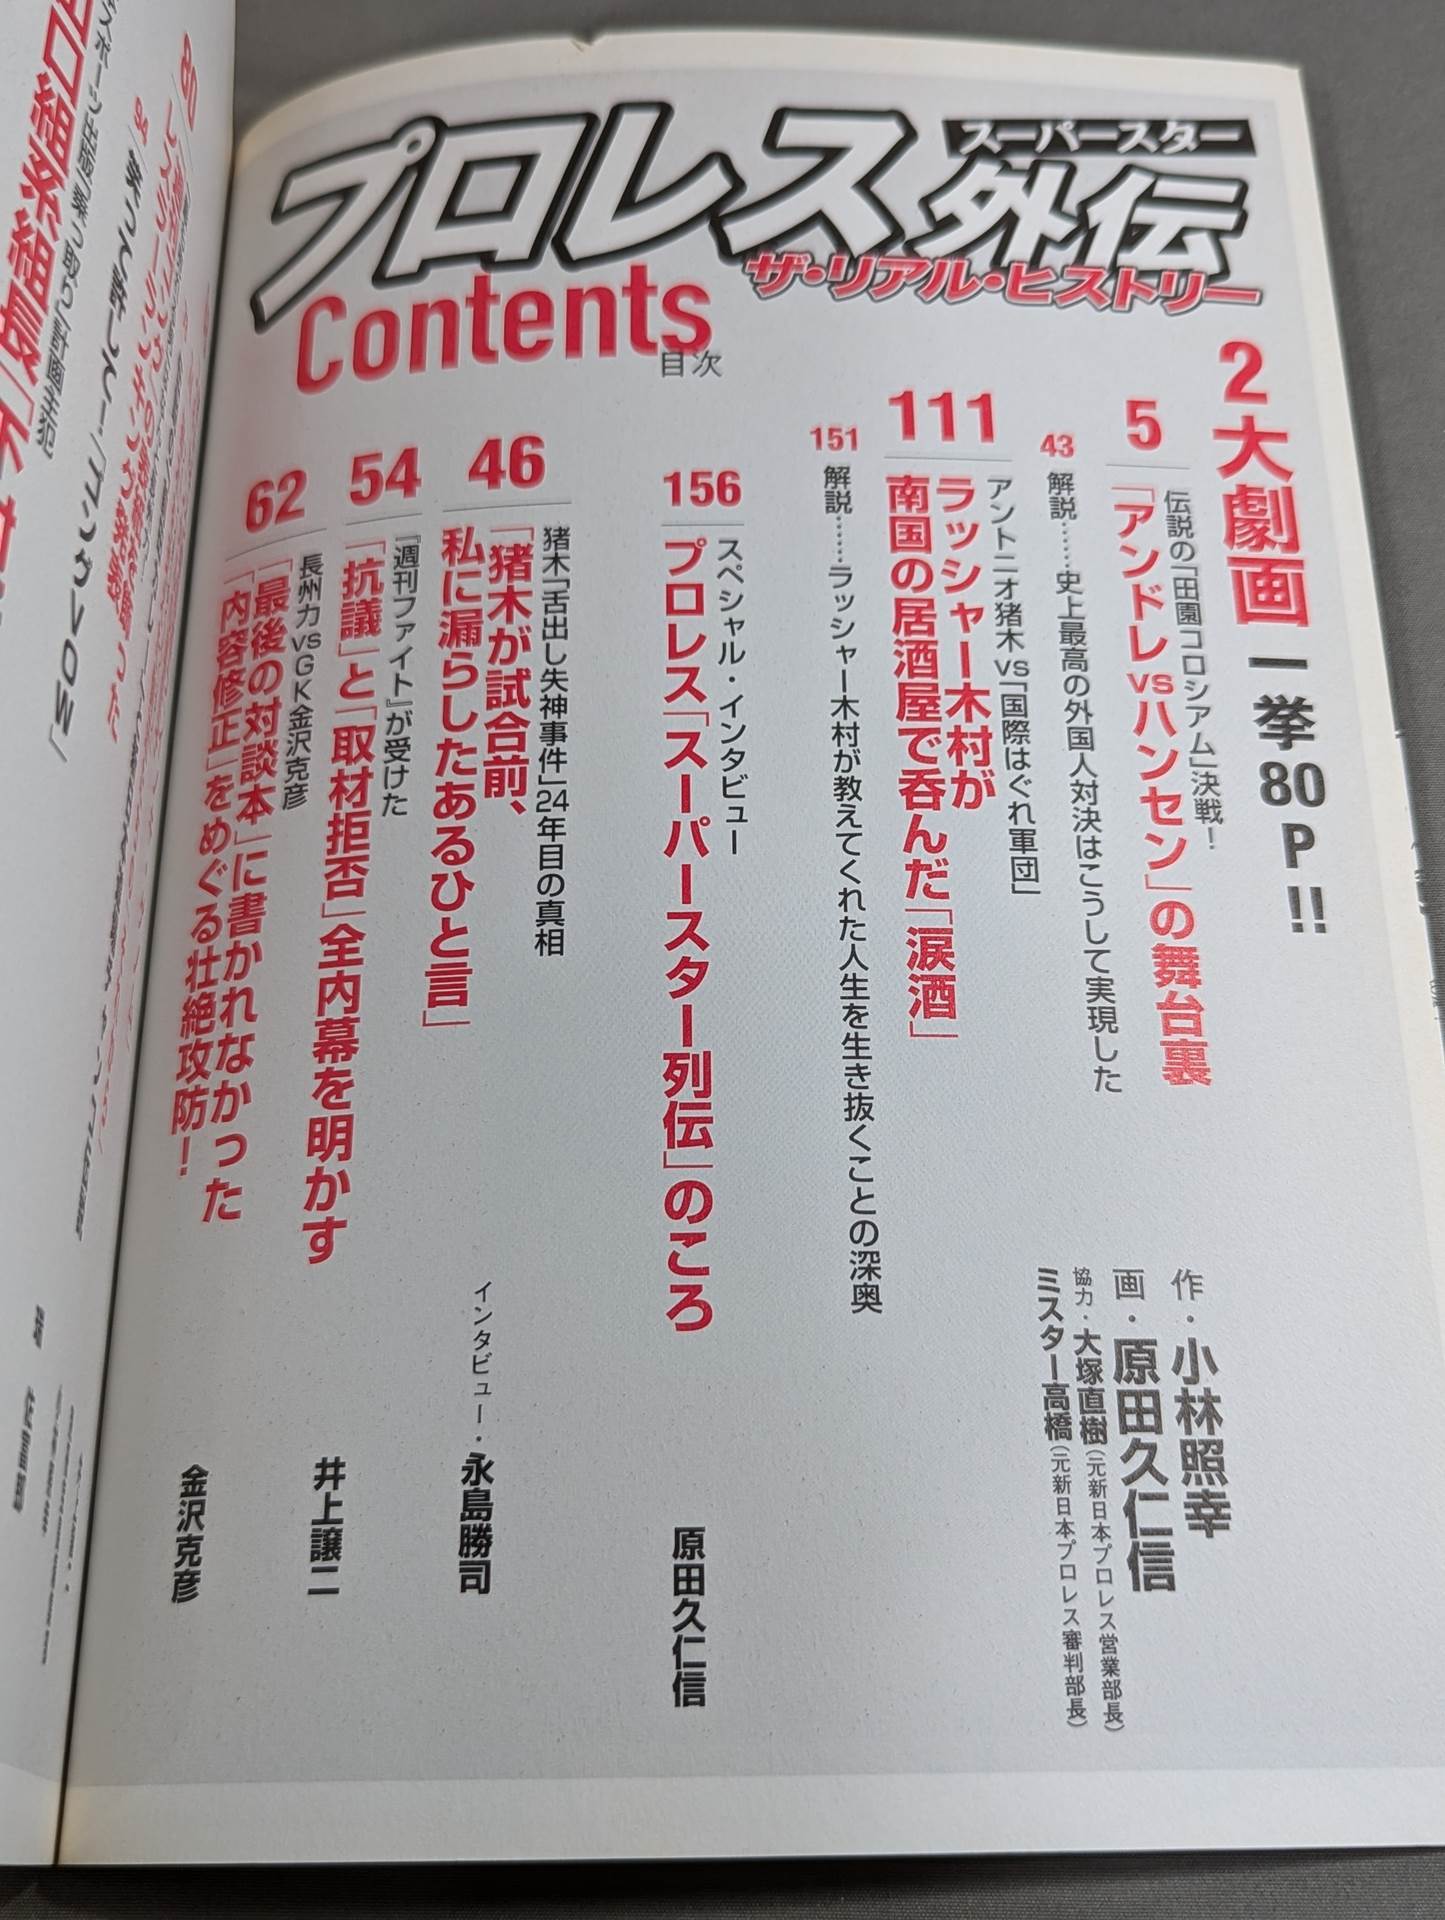 プロレス
スーパースター
外伝
ザ・リアル・ヒストリー
Contents
目次
2大劇画 一挙80P!!
5
伝説の「田園コロシアム」決戦!
「アンドレvsハンセン」の舞台裏
43
解説……史上最高の外国人対決はこうして実現した
作・小林照幸
画・原田久仁信
協力・大塚直樹(元新日本プロレス営業部長)
ミスター高橋(元新日本プロレス審判部長)
111
アントニオ猪木vs「国際はぐれ軍団」
ラッシャー木村が
南国の居酒屋で呑んだ「涙酒」
151
解説……ラッシャー木村が教えてくれた人生を生き抜くことの深奥
156
スペシャル・インタビュー
プロレス「スーパースター列伝」のころ
原田久仁信
46
猪木「舌出し失神事件」24年目の真相
「猪木が試合前、
私に漏らしたあるひと言」
インタビュー・永島勝司
54
『週刊ファイト』が受けた
「抗議」と「取材拒否」全内幕を明かす
井上譲二
62
長州力vsGK金沢克彦
「最後の対談本」に書かれなかった
「内容修正」をめぐる壮絶攻防!
金沢克彦